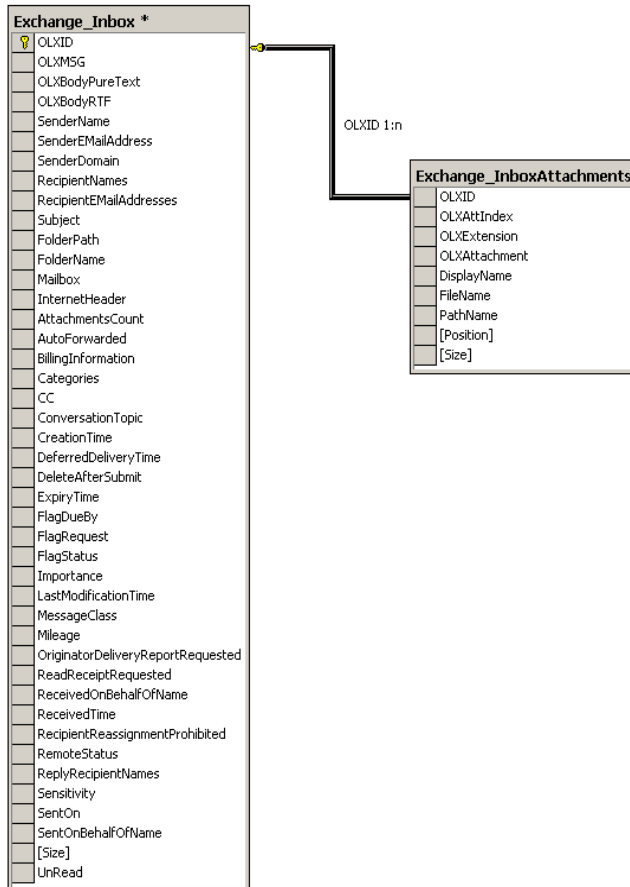 Exchange_Inbox *
OLXID
OLXMSG
OLXBodyPureText
OLXBodyRTF
SenderName
SenderEMailAddress
SenderDomain
RecipientNames
RecipientEMailAddresses
Subject
FolderPath
FolderName
Mailbox
InternetHeader
AttachmentsCount
AutoForwarded
BillingInformation
Categories
CC
ConversationTopic
CreationTime
DeferredDeliveryTime
DeleteAfterSubmit
ExpiryTime
FlagDueBy
FlagRequest
FlagStatus
Importance
LastModificationTime
MessageClass
Mileage
OriginatorDeliveryReportRequested
ReadReceiptRequested
ReceivedOnBehalfOfName
ReceivedTime
RecipientReassignmentProhibited
RemoteStatus
ReplyRecipientNames
Sensitivity
SentOn
SentOnBehalfOfName
[Size]
UnRead
OLXID 1:n
Exchange_InboxAttachments
OLXID
OLXAttIndex
OLXExtension
OLXAttachment
DisplayName
FileName
PathName
[Position]
[Size]